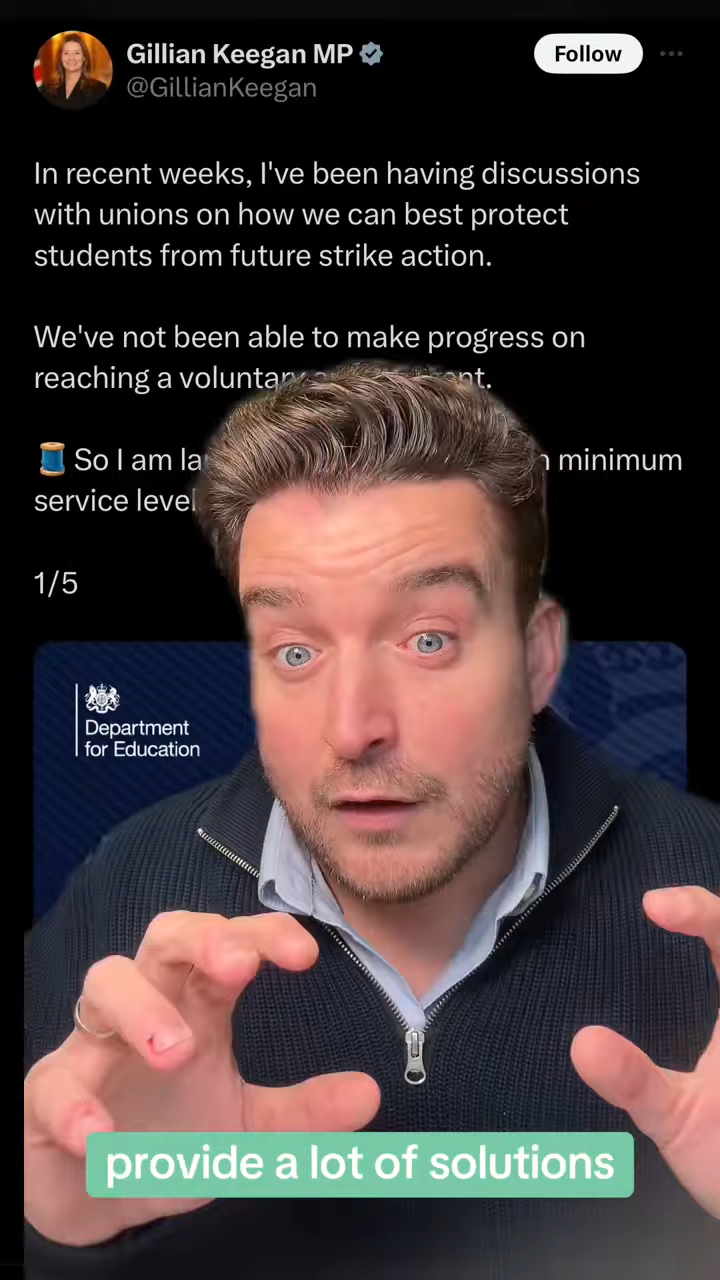 Gillian Keegan MP
@GillianKeegan
Follow
In recent weeks, I've been having discussions
with unions on how we can best protect
students from future strike action.
We've not been able to make progress on
reaching a voluntary
So I am minimum
service level
1/5
Department
for Education
provide a lot of solutions